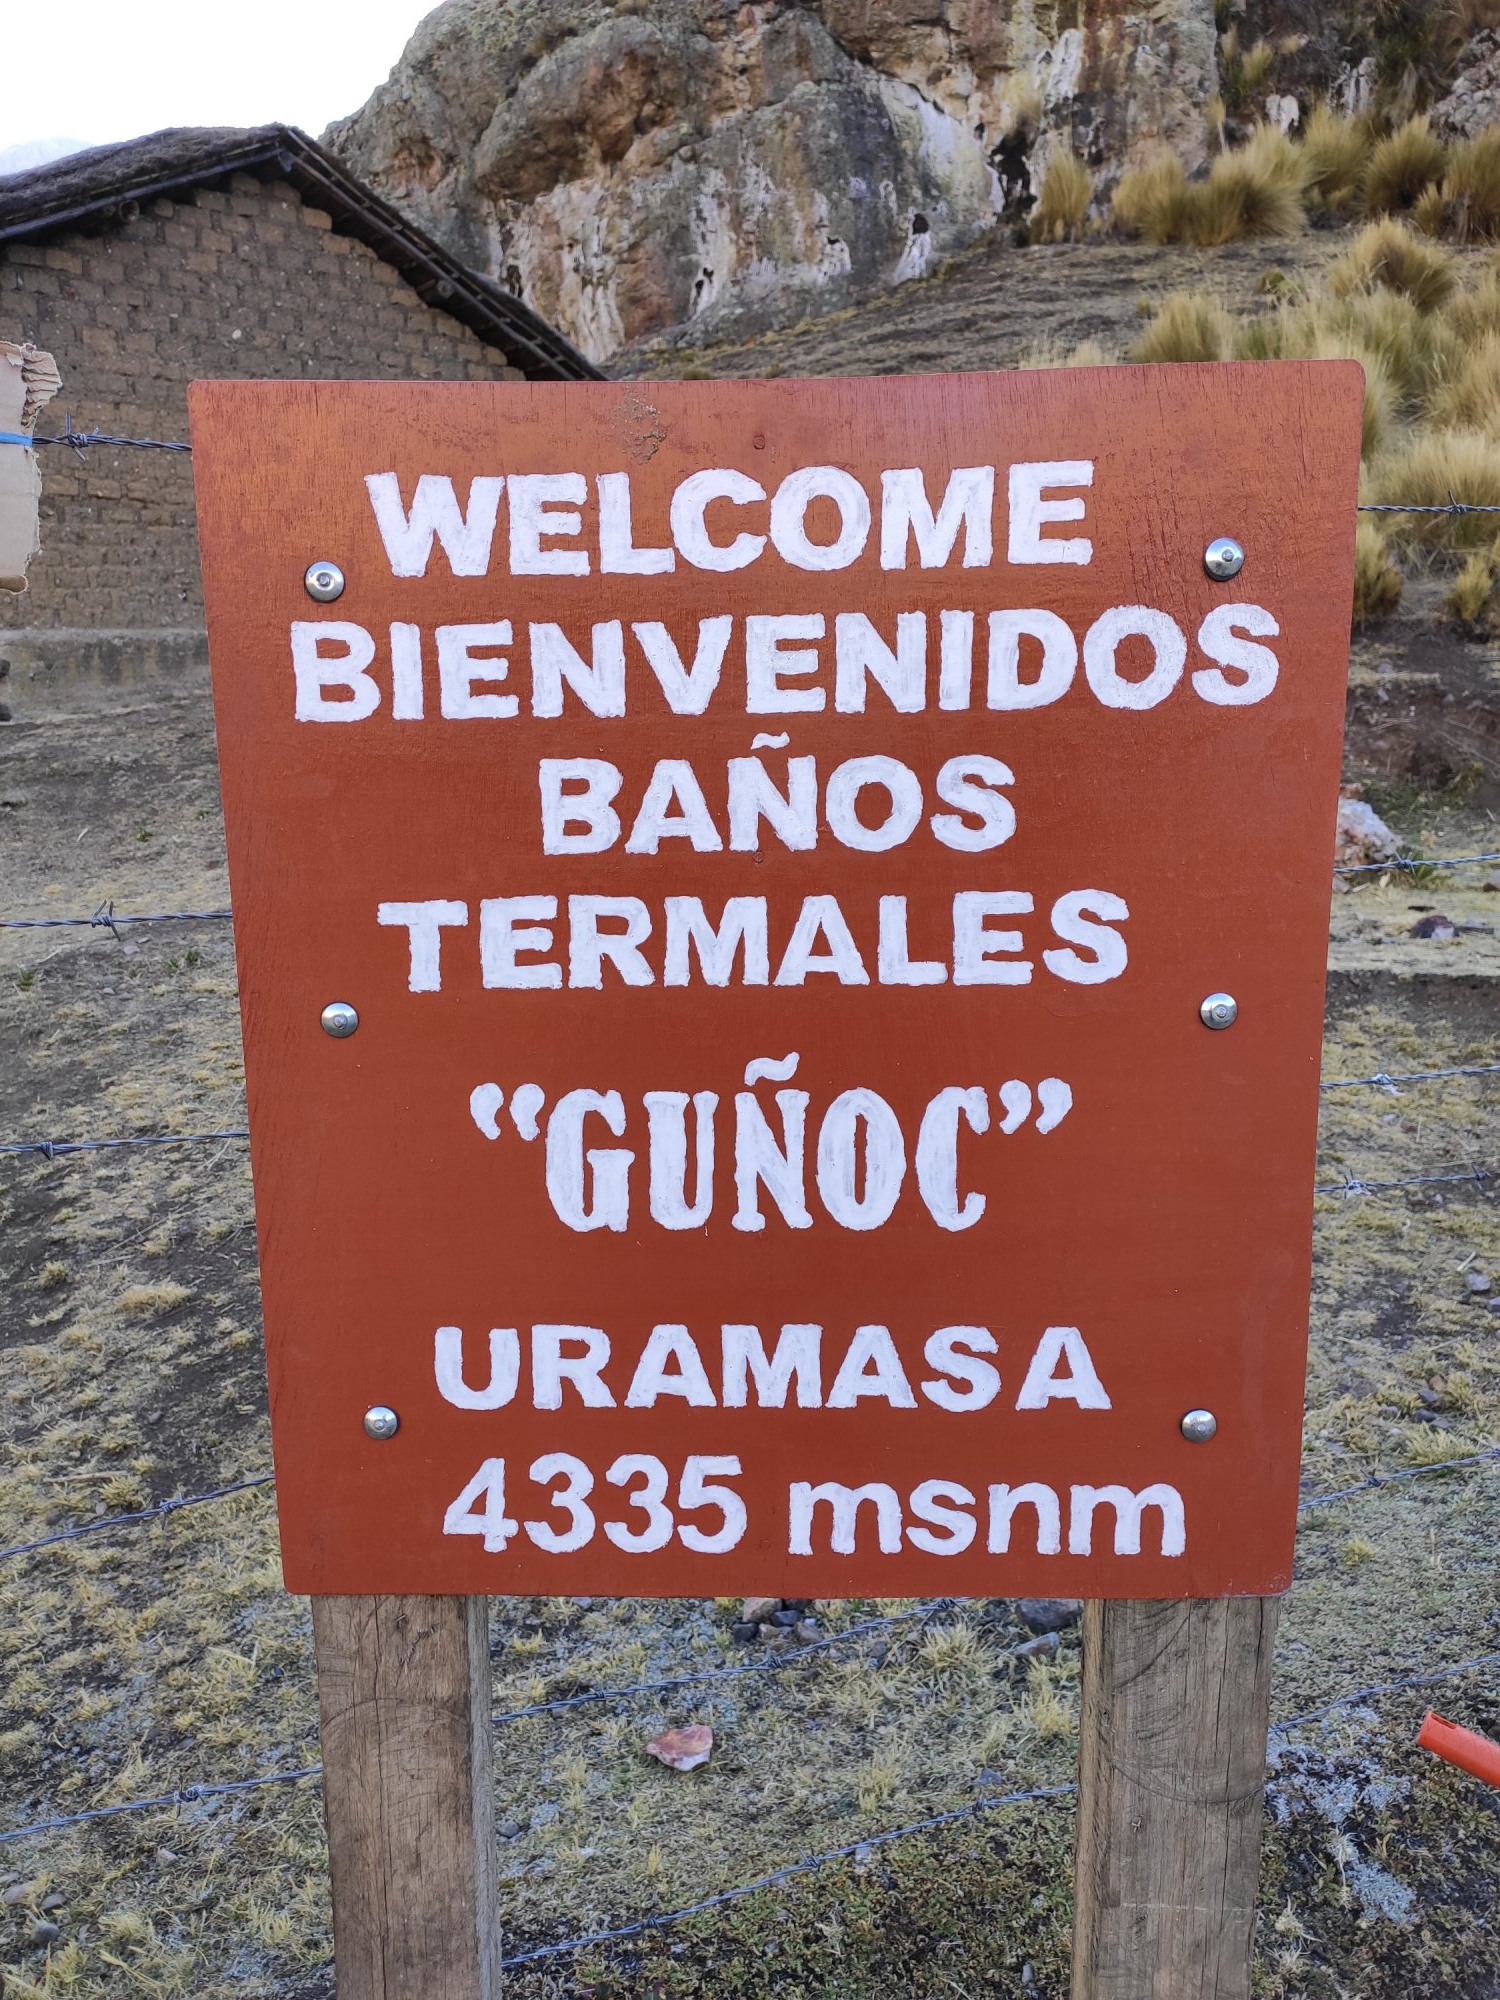 WELCOME
BIENVENIDOS
BAÑOS
TERMALES
“GUÑOC”
URAMASA
4335 msnm